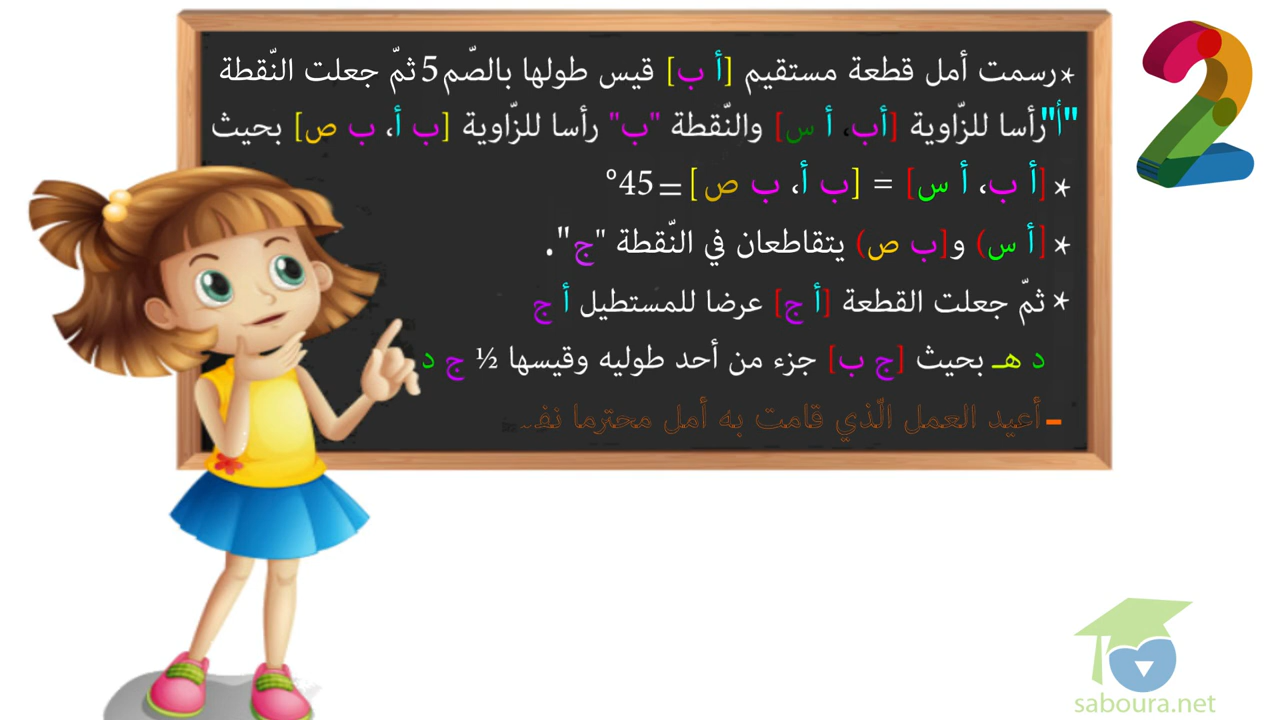 *رسمت أمل قطعة مستقيم [أ ب] قيس طولها بالصّم 5 ثمّ جعلت النّقطة
"أ" رأسا للزّاوية [أب، أ س] والنّقطة "ب" رأسا للزّاوية [ب أ، ب ص] بحيث
* [أ ب، أ س] = [ب أ، ب ص] = 45°
* [أ س) و[ب ص) يتقاطعان في النّقطة "ج".
* ثمّ جعلت القطعة [أ ج] عرضا للمستطيل أ ج
د هـ بحيث [ج ب] جزء من أحد طوليه وقيسها ½ ج د
- أعيد العمل الّذي قامت به أمل محترما
2
saboura.net